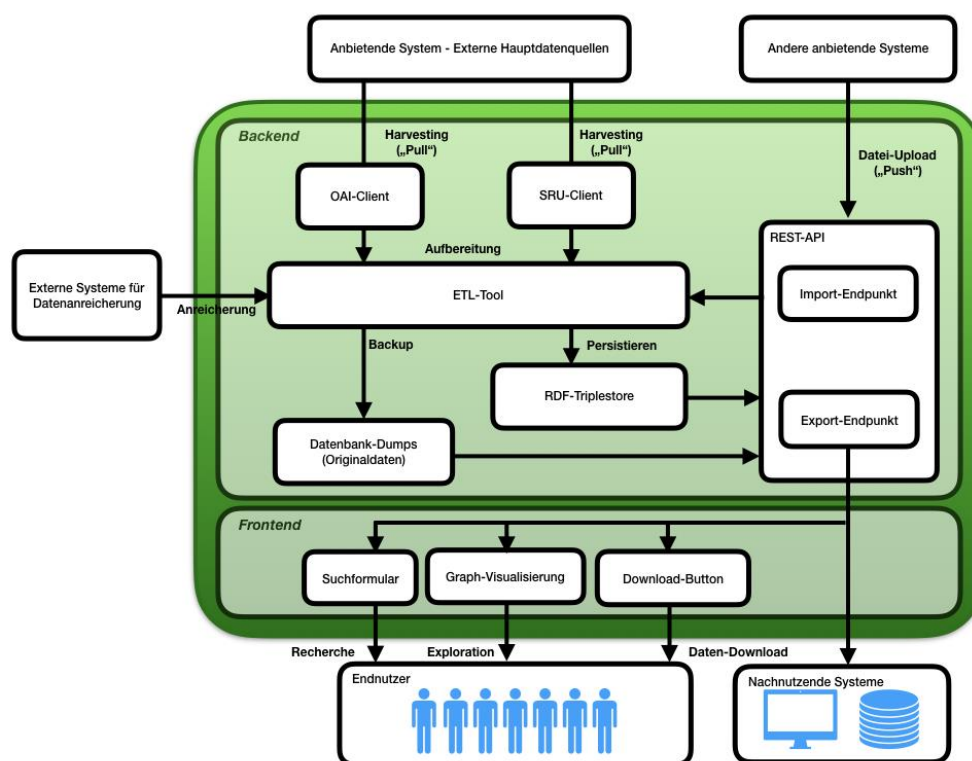 Anbietende System - Externe Hauptdatenquellen
Andere anbietende Systeme
Backend
Harvesting
(„Pull“)
Harvesting
(„Pull“)
Datei-Upload
(„Push“)
OAI-Client
SRU-Client
REST-API
Aufbereitung
Externe Systeme für
Datenanreicherung
Anreicherung
ETL-Tool
Import-Endpunkt
Backup
Persistieren
RDF-Triplestore
Export-Endpunkt
Datenbank-Dumps
(Originaldaten)
Frontend
Suchformular
Graph-Visualisierung
Download-Button
Recherche
Exploration
Daten-Download
Endnutzer
Nachnutzende Systeme